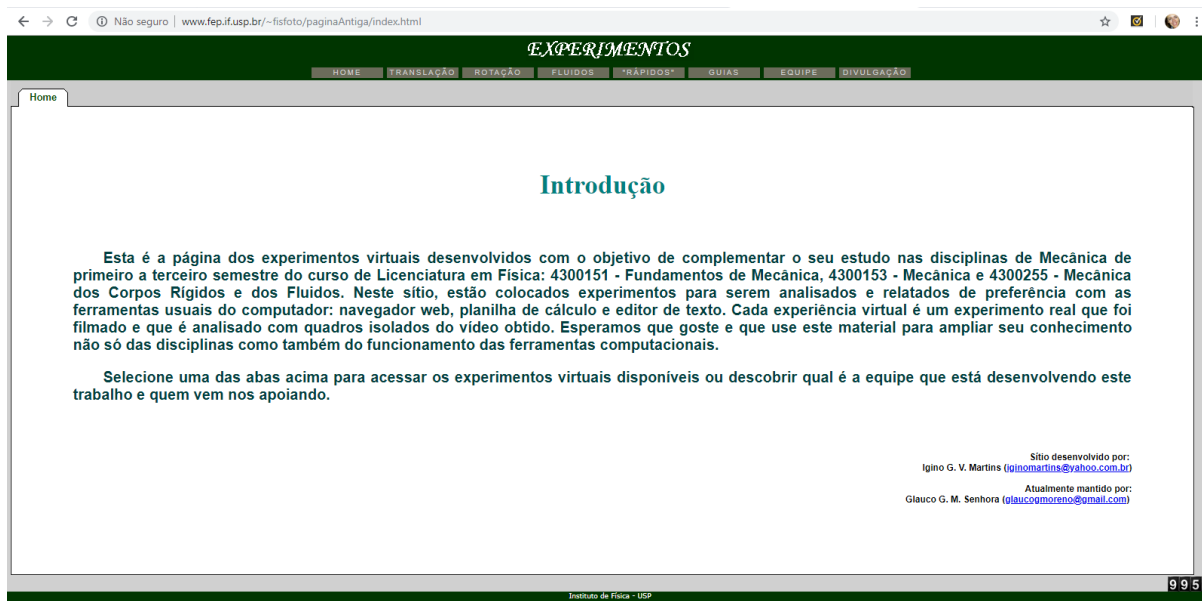 Não seguro | www.fep.if.usp.br/~fisfoto/paginaAntiga/index.html
EXPERIMENTOS
HOME TRANSLAÇÃO ROTAÇÃO FLUIDOS "RÁPIDOS" GUIAS EQUIPE DIVULGAÇÃO
Home
Introdução
Esta é a página dos experimentos virtuais desenvolvidos com o objetivo de complementar o seu estudo nas disciplinas de Mecânica de
primeiro a terceiro semestre do curso de Licenciatura em Física: 4300151 - Fundamentos de Mecânica, 4300153 - Mecânica e 4300255 - Mecânica
dos Corpos Rígidos e dos Fluidos. Neste sítio, estão colocados experimentos para serem analisados e relatados de preferência com as
ferramentas usuais do computador: navegador web, planilha de cálculo e editor de texto. Cada experiência virtual é um experimento real que foi
filmado e que é analisado com quadros isolados do vídeo obtido. Esperamos que goste e que use este material para ampliar seu conhecimento
não só das disciplinas como também do funcionamento das ferramentas computacionais.
Selecione uma das abas acima para acessar os experimentos virtuais disponíveis ou descobrir qual é a equipe que está desenvolvendo este
trabalho e quem vem nos apoiando.
Sítio desenvolvido por:
Igino G. V. Martins (iginomartins@yahoo.com.br)
Atualmente mantido por:
Glauco G. M. Senhora (glaucogmoreno@gmail.com)
995
Instituto de Física - USP